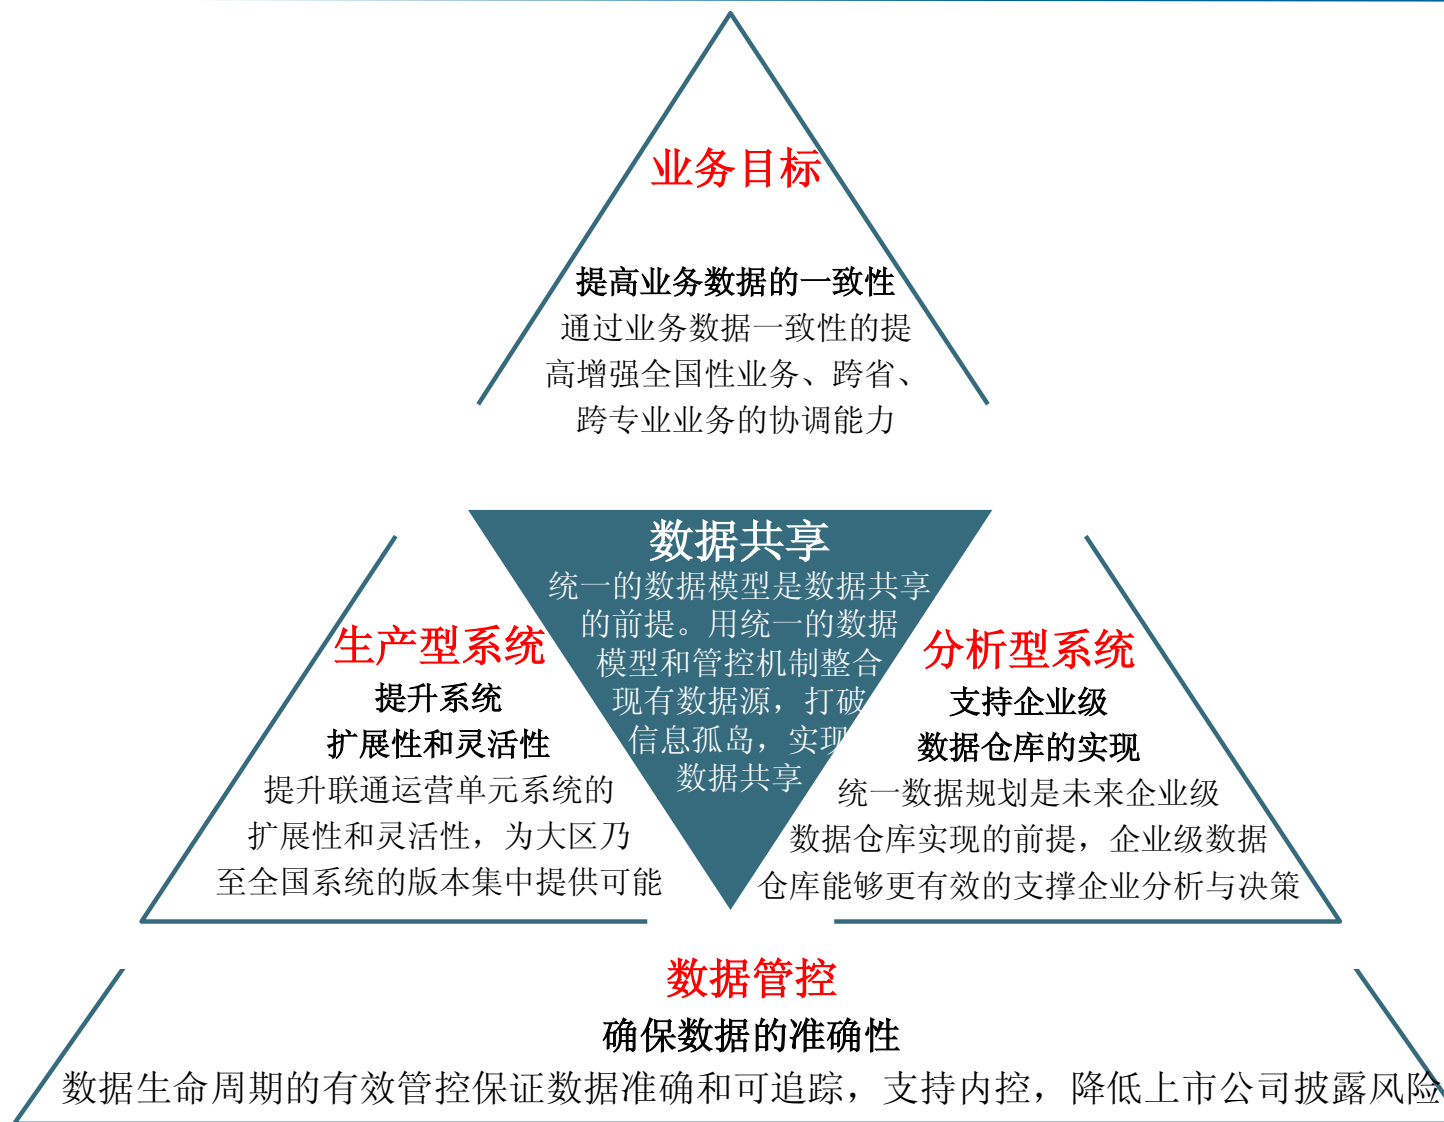 业务目标
提高业务数据的一致性
通过业务数据一致性的提
高增强全国性业务、跨省、
跨专业业务的协调能力
数据共享
统一的数据模型是数据共享
的前提。用统一的数据
模型和管控机制整合
现有数据源，打破
信息孤岛，实现
数据共享
生产型系统
提升系统
扩展性和灵活性
提升联通运营单元系统的
扩展性和灵活性，为大区乃
至全国系统的版本集中提供可能
分析型系统
支持企业级
数据仓库的实现
统一数据规划是未来企业级
数据仓库实现的前提，企业级数据
仓库能够更有效的支撑企业分析与决策
数据管控
确保数据的准确性
数据生命周期的有效管控保证数据准确和可追踪，支持内控，降低上市公司披露风险